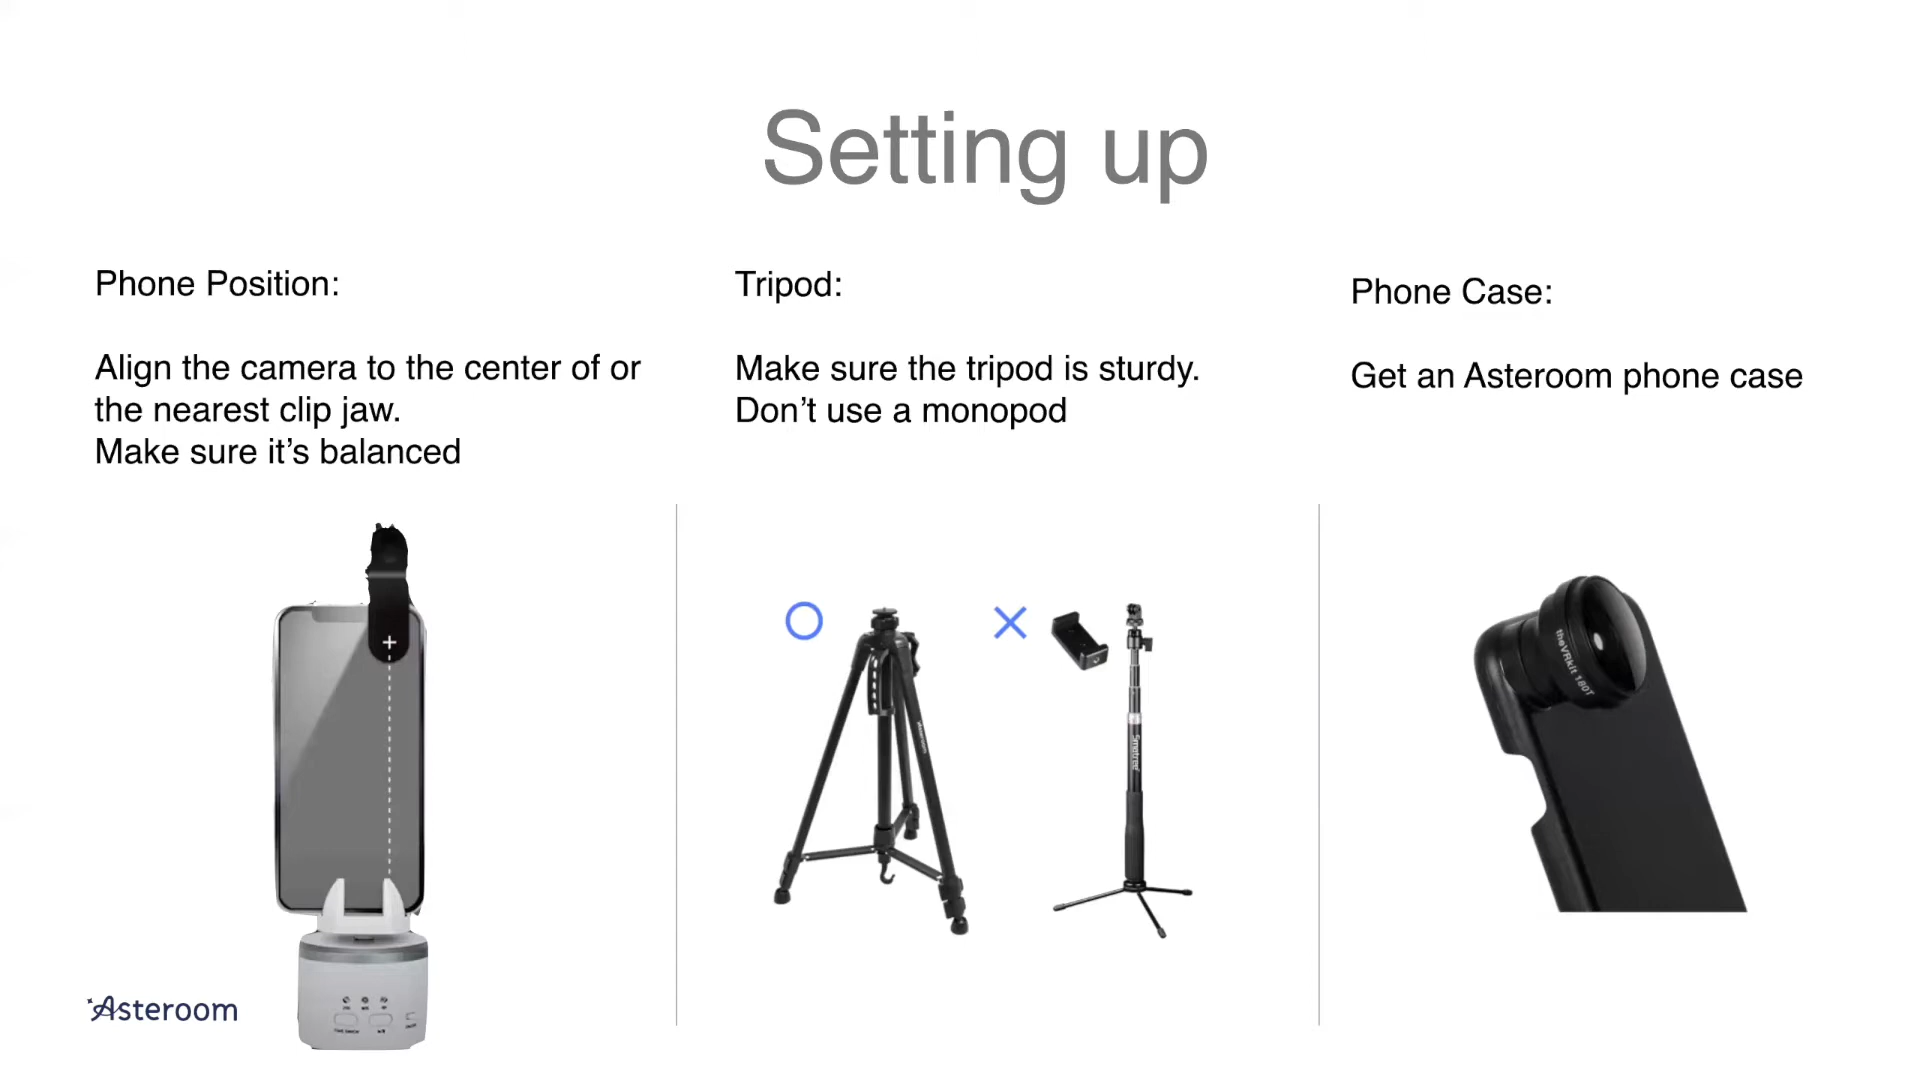 Setting up
Phone Position:
Align the camera to the center of or
the nearest clip jaw.
Make sure it’s balanced
Tripod:
Make sure the tripod is sturdy.
Don’t use a monopod
Phone Case:
Get an Asteroom phone case
theVRkit 180T
Asteroom